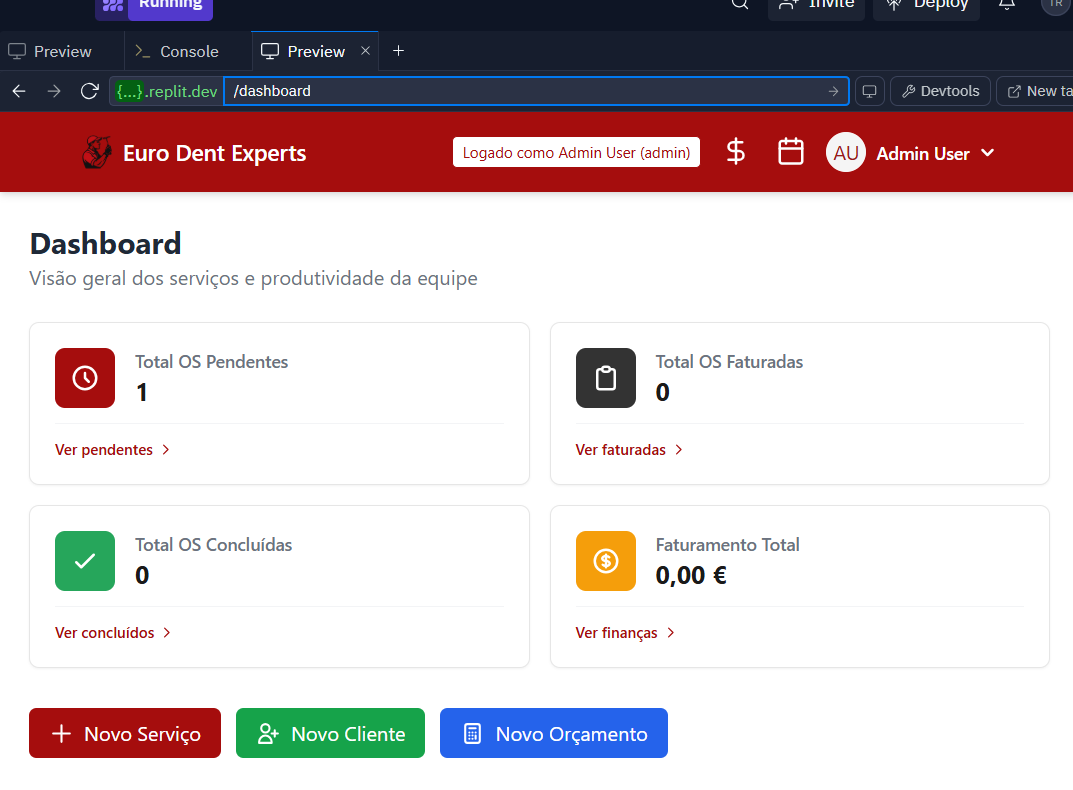 Running
Invite
Deploy
TR
Preview
>_ Console
Preview ×
+
{...}.replit.dev
/dashboard
Devtools
New ta
Euro Dent Experts
Logado como Admin User (admin)
AU
Admin User
Dashboard
Visão geral dos serviços e produtividade da equipe
Total OS Pendentes
1
Ver pendentes
Total OS Faturadas
0
Ver faturadas
Total OS Concluídas
0
Ver concluídos
Faturamento Total
0,00 €
Ver finanças
Novo Serviço
Novo Cliente
Novo Orçamento